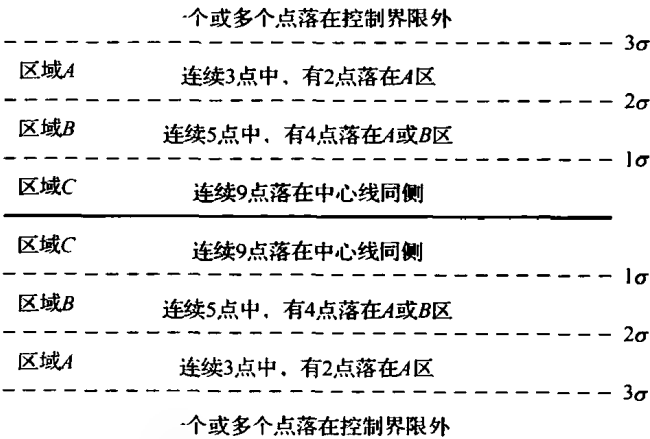 一个或多个点落在控制界限外
3σ
区域A 连续3点中，有2点落在A区
2σ
区域B 连续5点中，有4点落在A或B区
1σ
区域C 连续9点落在中心线同侧
区域C 连续9点落在中心线同侧
1σ
区域B 连续5点中，有4点落在A或B区
2σ
区域A 连续3点中，有2点落在A区
3σ
一个或多个点落在控制界限外